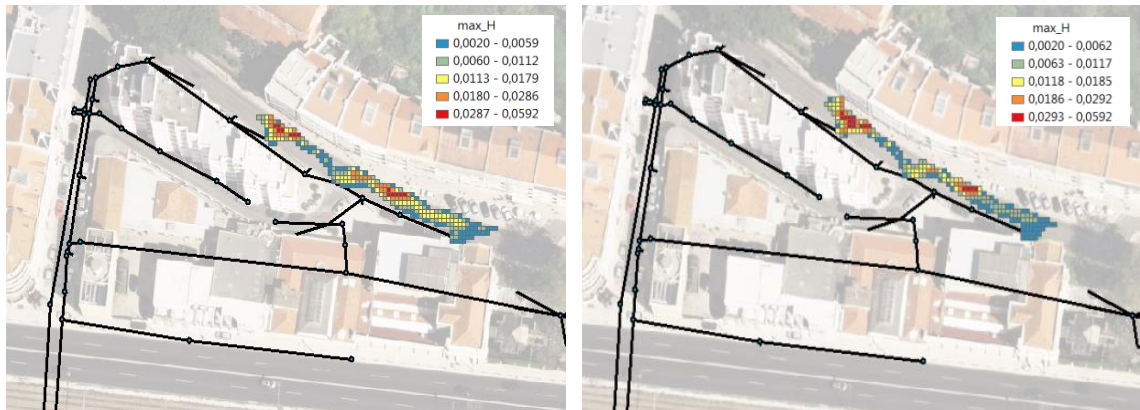 max_H
0,0020 - 0,0059
0,0060 - 0,0112
0,0113 - 0,0179
0,0180 - 0,0286
0,0287 - 0,0592
max_H
0,0020 - 0,0062
0,0063 - 0,0117
0,0118 - 0,0185
0,0186 - 0,0292
0,0293 - 0,0592